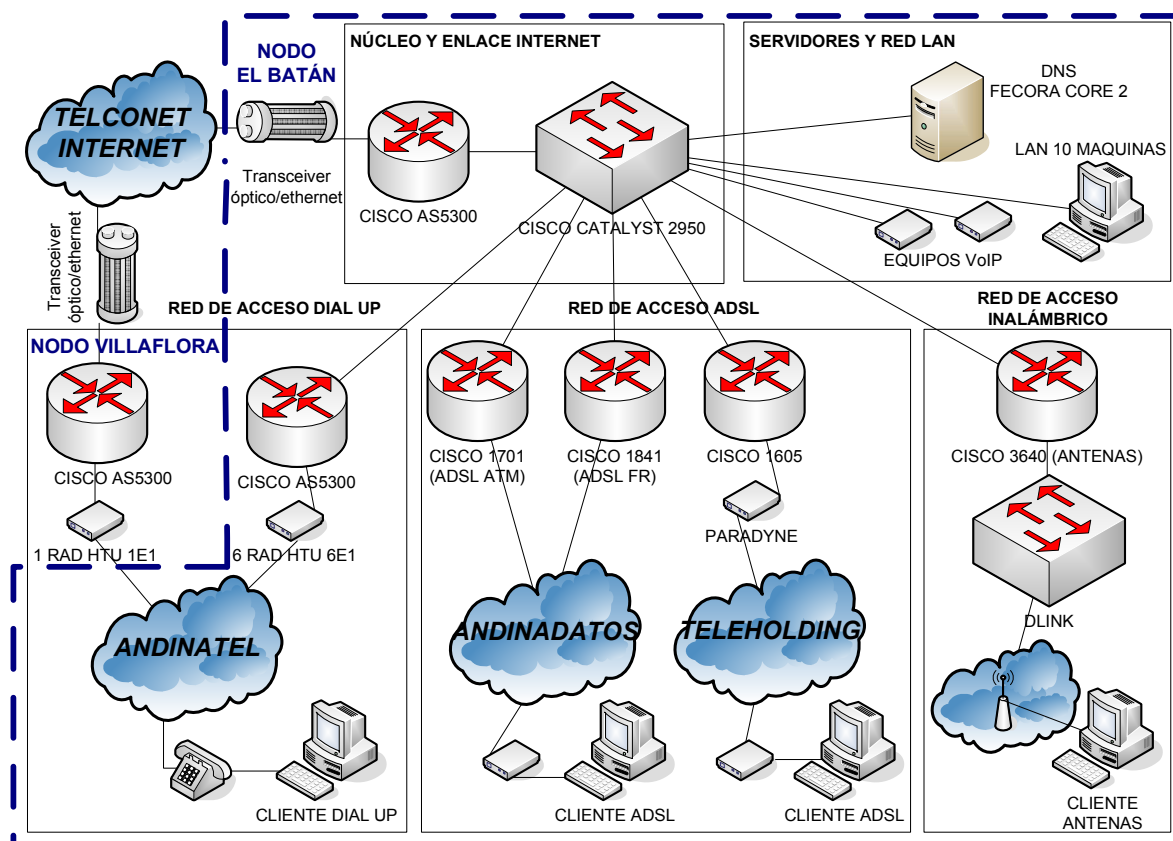 NODO
EL BATÁN
NÚCLEO Y ENLACE INTERNET
SERVIDORES Y RED LAN
TELCONET
INTERNET
Transceiver
óptico/ethernet
CISCO AS5300
CISCO CATALYST 2950
DNS
FECORA CORE 2
LAN 10 MAQUINAS
EQUIPOS VoIP
Transceiver
óptico/ethernet
RED DE ACCESO DIAL UP
RED DE ACCESO ADSL
RED DE ACCESO
INALÁMBRICO
NODO VILLAFLORA
CISCO AS5300
CISCO AS5300
CISCO 1701
(ADSL ATM)
CISCO 1841
(ADSL FR)
CISCO 1605
CISCO 3640 (ANTENAS)
1 RAD HTU 1E1
6 RAD HTU 6E1
PARADYNE
DLINK
ANDINATEL
ANDINADATOS
TELEHOLDING
CLIENTE DIAL UP
CLIENTE ADSL
CLIENTE ADSL
CLIENTE
ANTENAS